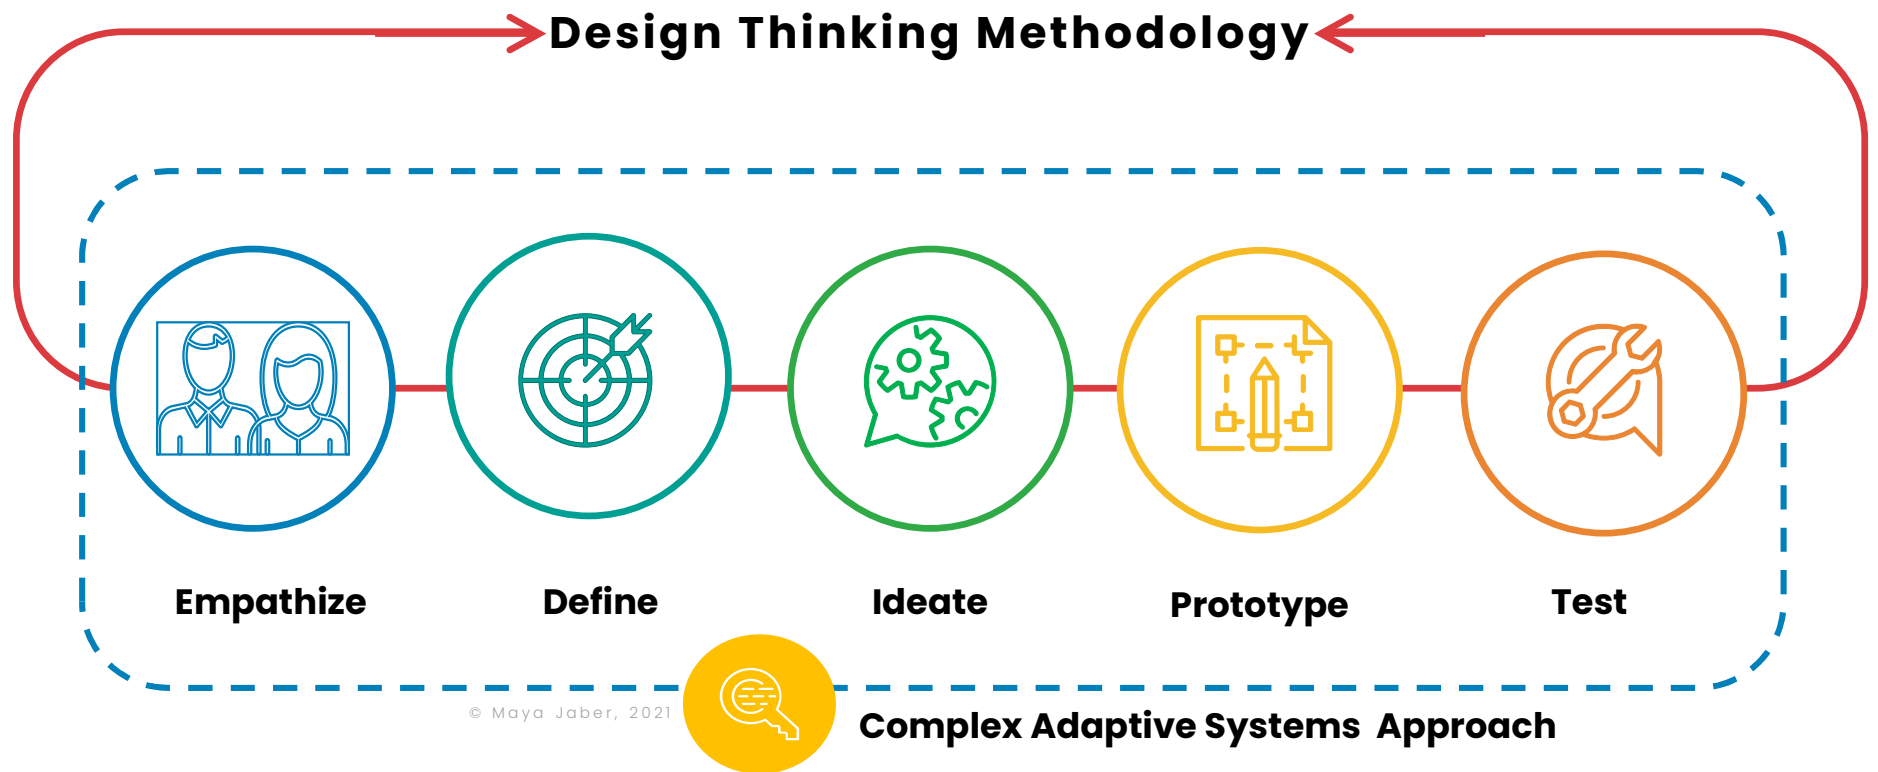 Design Thinking Methodology
Empathize
Define
Ideate
Prototype
Test
© Maya Jaber, 2021
Complex Adaptive Systems Approach